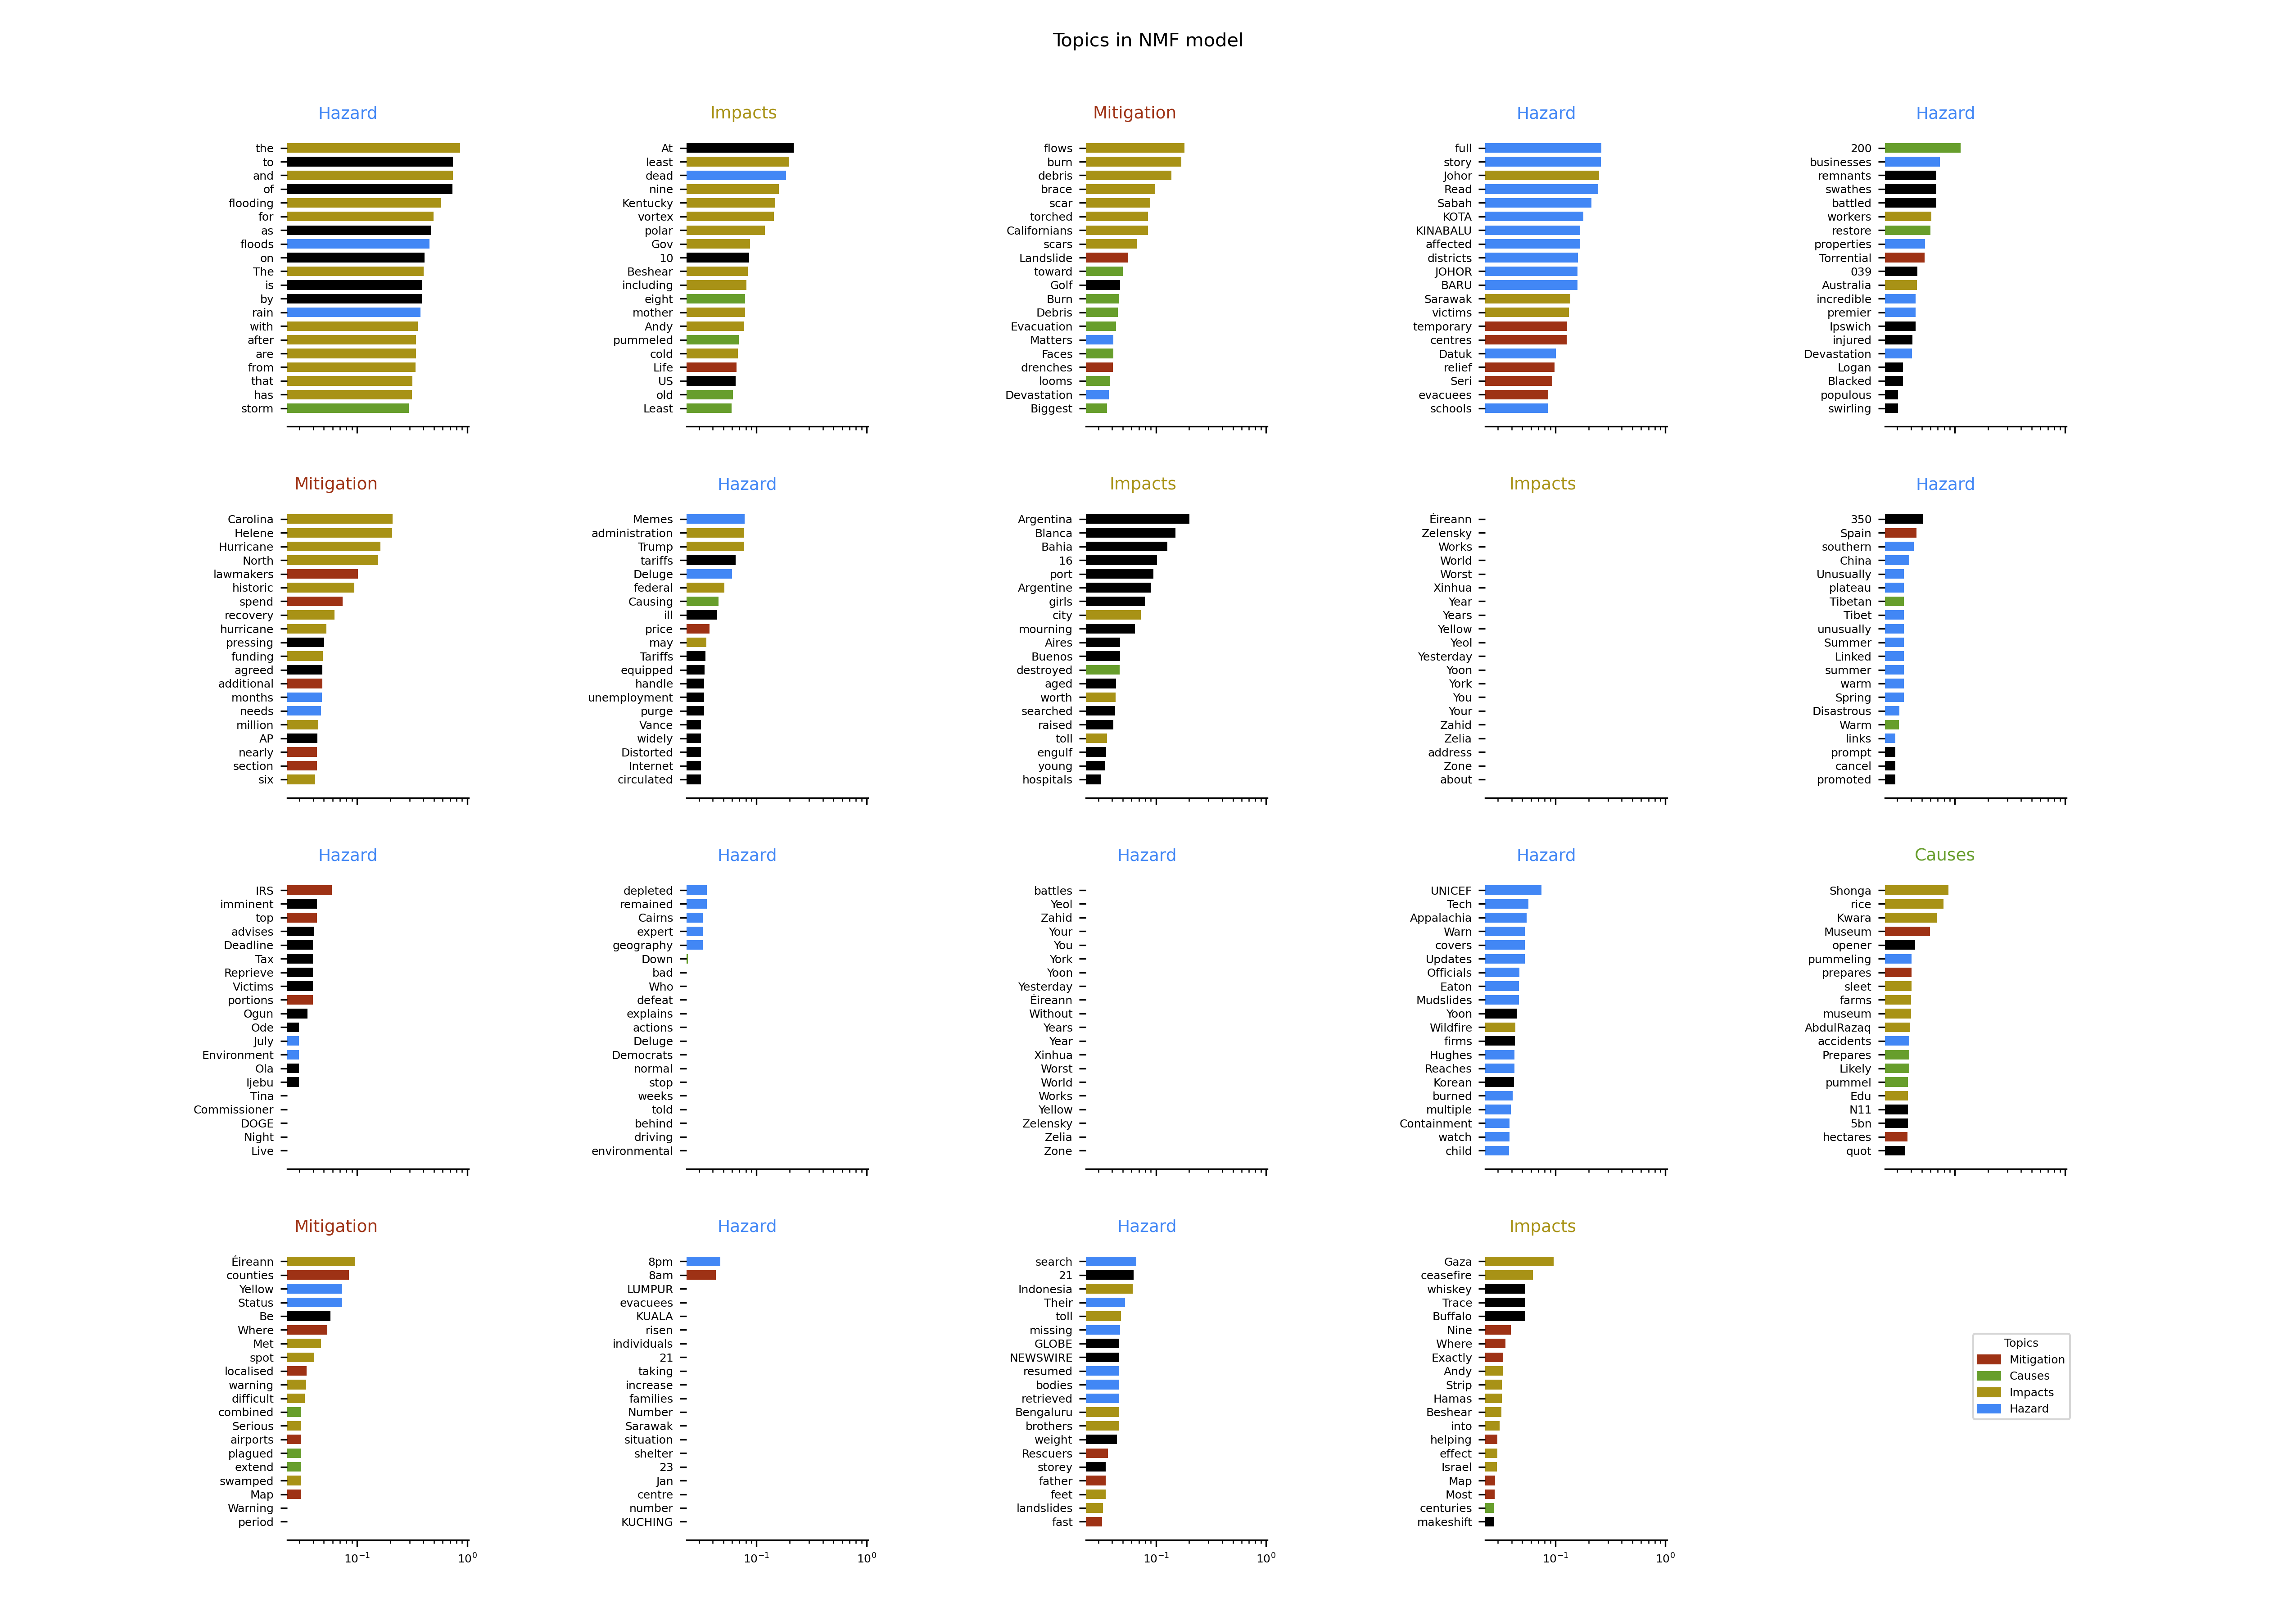 Topics in NMF model
Hazard
the
to
and
of
flooding
for
as
floods
on
The
is
by
rain
with
after
are
from
that
has
storm
Impacts
At
least
dead
nine
Kentucky
vortex
polar
Gov
10
Beshear
including
eight
mother
Andy
pummeled
cold
Life
US
old
Least
Mitigation
flows
burn
debris
brace
scar
torched
Californians
scars
Landslide
toward
Golf
Burn
Debris
Evacuation
Matters
Faces
drenches
looms
Devastation
Biggest
Hazard
full
story
Johor
Read
Sabah
KOTA
KINABALU
affected
districts
JOHOR
BARU
Sarawak
victims
temporary
centres
Datuk
relief
Seri
evacuees
schools
Hazard
200
businesses
remnants
swathes
battled
workers
restore
properties
Torrential
039
Australia
incredible
premier
Ipswich
injured
Devastation
Logan
Blacked
populous
swirling
Mitigation
Carolina
Helene
Hurricane
North
lawmakers
historic
spend
recovery
hurricane
pressing
funding
agreed
additional
months
needs
million
AP
nearly
section
six
Hazard
Memes
administration
Trump
tariffs
Deluge
federal
Causing
ill
price
may
Tariffs
equipped
handle
unemployment
purge
Vance
widely
Distorted
Internet
circulated
Impacts
Argentina
Blanca
Bahia
16
port
Argentine
girls
city
mourning
Aires
Buenos
destroyed
aged
worth
searched
raised
toll
engulf
young
hospitals
Impacts
Éireann
Zelensky
Works
World
Worst
Xinhua
Year
Years
Yellow
Yeol
Yesterday
Yoon
York
You
Your
Zahid
Zelia
address
Zone
about
Hazard
350
Spain
southern
China
Unusually
plateau
Tibetan
Tibet
unusually
Summer
Linked
summer
warm
Spring
Disastrous
Warm
links
prompt
cancel
promoted
Hazard
IRS
imminent
top
advises
Deadline
Tax
Reprieve
Victims
portions
Ogun
Ode
July
Environment
Ola
Ijebu
Tina
Commissioner
DOGE
Night
Live
Hazard
depleted
remained
Cairns
expert
geography
Down
bad
Who
defeat
explains
actions
Deluge
Democrats
normal
stop
weeks
told
behind
driving
environmental
Hazard
battles
Yeol
Zahid
Your
You
York
Yoon
Yesterday
Éireann
Without
Years
Year
Xinhua
Worst
World
Works
Yellow
Zelensky
Zelia
Zone
Hazard
UNICEF
Tech
Appalachia
Warn
covers
Updates
Officials
Eaton
Mudslides
Yoon
Wildfire
firms
Hughes
Reaches
Korean
burned
multiple
Containment
watch
child
Causes
Shonga
rice
Kwara
Museum
opener
pummeling
prepares
sleet
farms
museum
AbdulRazaq
accidents
Prepares
Likely
pummel
Edu
N11
5bn
hectares
quot
Mitigation
Éireann
counties
Yellow
Status
Be
Where
Met
spot
localised
warning
difficult
combined
Serious
airports
plagued
extend
swamped
Map
Warning
period
10⁻¹ 10⁰
Hazard
8pm
8am
LUMPUR
evacuees
KUALA
risen
individuals
21
taking
increase
families
Number
Sarawak
situation
shelter
23
Jan
centre
number
KUCHING
10⁻¹ 10⁰
Hazard
search
21
Indonesia
Their
toll
missing
GLOBE
NEWSWIRE
resumed
bodies
retrieved
Bengaluru
brothers
weight
Rescuers
storey
father
feet
landslides
fast
10⁻¹ 10⁰
Impacts
Gaza
ceasefire
whiskey
Trace
Buffalo
Nine
Where
Exactly
Andy
Strip
Hamas
Beshear
into
helping
effect
Israel
Map
Most
centuries
makeshift
10⁻¹ 10⁰
Topics
Mitigation
Causes
Impacts
Hazard